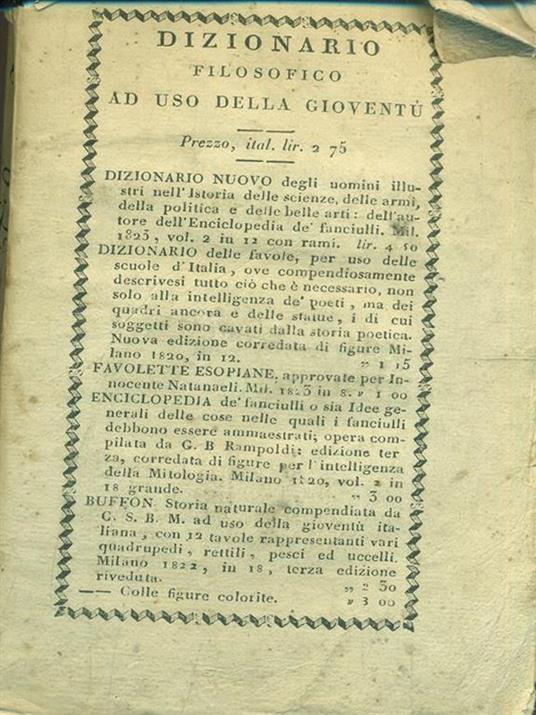 DIZIONARIO
FILOSOFICO
AD USO DELLA GIOVENTÙ
Prezzo, ital. lir. 2 75
DIZIONARIO NUOVO degli uomini illu-
stri nell'Istoria delle scienze, delle armi,
della politica e delle belle arti: dell'au-
tore dell'Enciclopedia de' fanciulli. Mil.
1823, vol. 2 in 12 con rami. lir. 4 50
DIZIONARIO delle favole, per uso delle
scuole d'Italia, ove compendiosamente
descrivesi tutto ciò che è necessario, non
solo alla intelligenza de' poeti, ma dei
quadri ancora e delle statue, i di cui
soggetti sono cavati dalla storia poetica.
Nuova edizione corredata di figure Mi-
lano 1820, in 12. „ 1 15
FAVOLETTE ESOPIANE, approvate per In-
nocente Natanaeli. Mil. 1823 in 8. „ 1 00
ENCICLOPEDIA de' fanciulli o sia Idee ge-
nerali delle cose nelle quali i fanciulli
debbono essere ammaestrati; opera com-
pilata da G. B Rampoldi: edizione ter
za, corredata di figure per l'intelligenza
della Mitologia. Milano 1820, vol. 2 in
18 grande. „ 3 00
BUFFON. Storia naturale compendiata da
C. S. B. M. ad uso della gioventù ita-
liana, con 12 tavole rappresentanti vari
quadrupedi, rettili, pesci ed uccelli.
Milano 1822, in 18, terza edizione
riveduta. „ 2 30
—— Colle figure colorite. „ 3 00